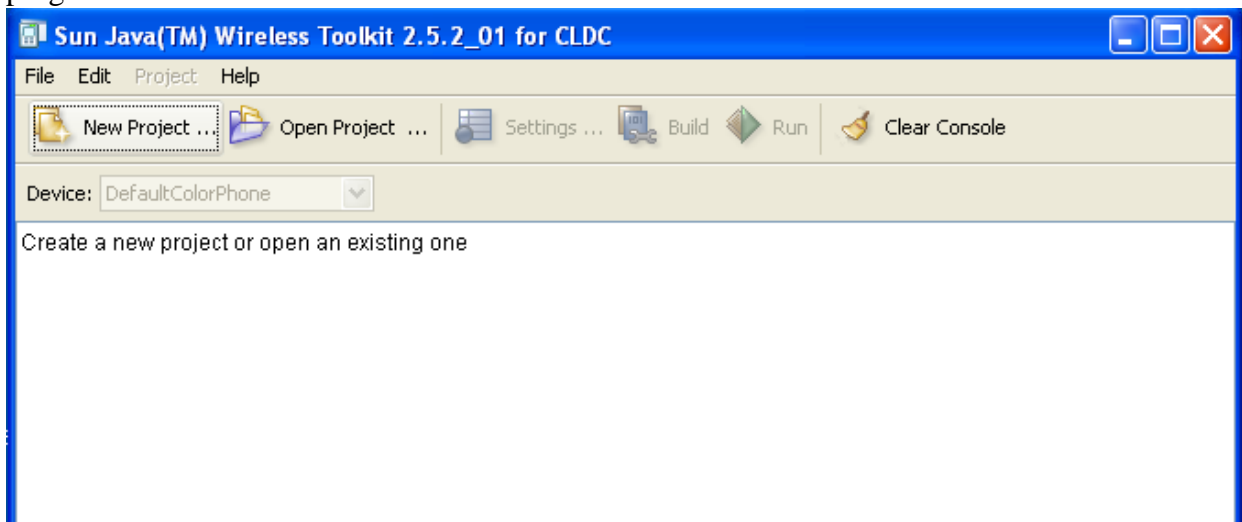 Sun Java(TM) Wireless Toolkit 2.5.2_01 for CLDC
File Edit Project Help
New Project ... Open Project ... Settings ... Build Run Clear Console
Device: DefaultColorPhone
Create a new project or open an existing one